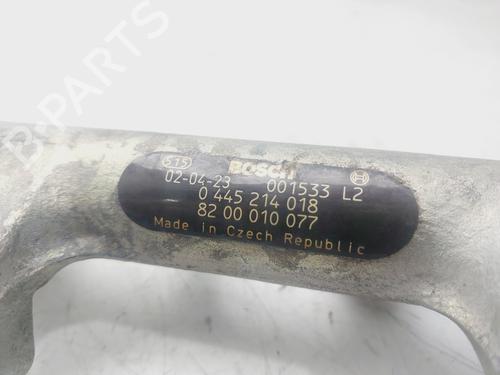 B-PARTS
BOSCH
515
02-04-23 001533 L2
0 445 214 018
82 00 010 077
Made in Czech Republic